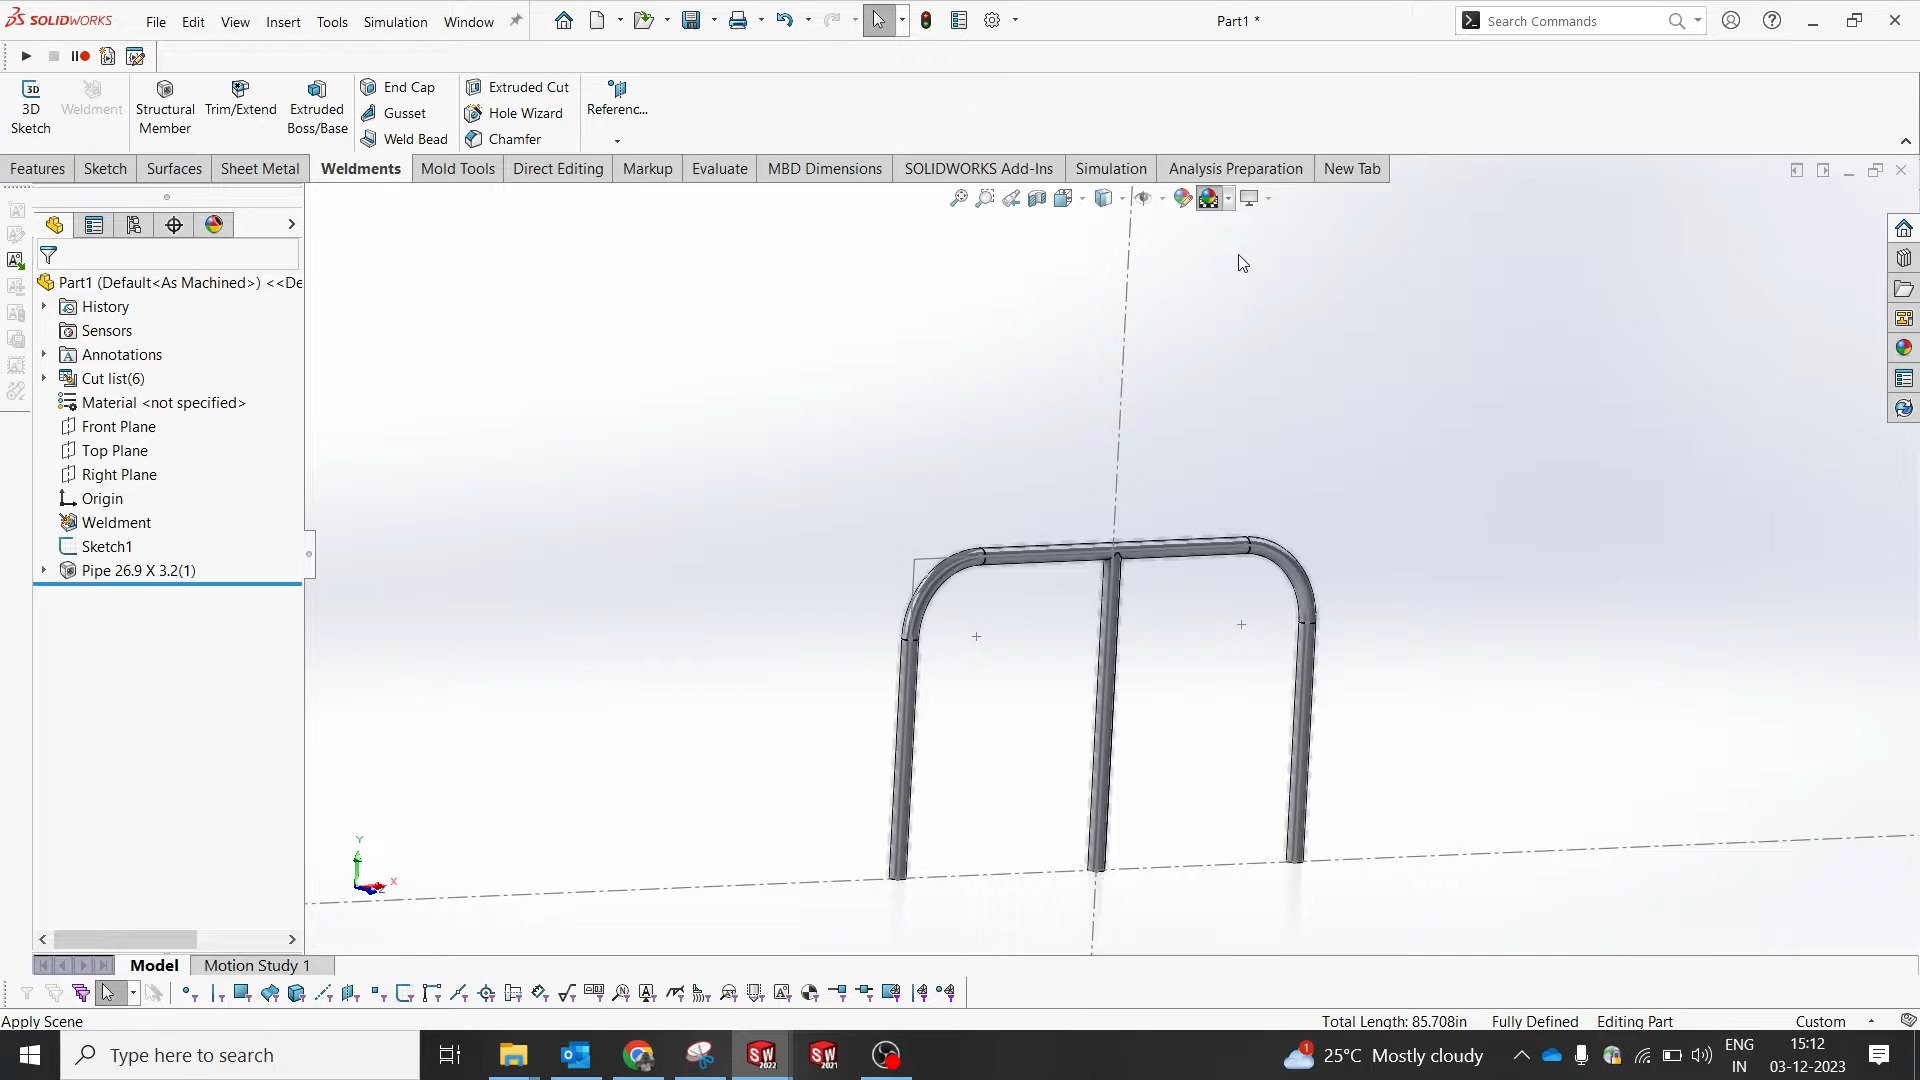 SOLIDWORKS File Edit View Insert Tools Simulation Window Part1 * Search Commands
3D Sketch
Weldment
Structural Member
Trim/Extend
Extruded Boss/Base
End Cap
Gusset
Weld Bead
Extruded Cut
Hole Wizard
Chamfer
Referenc...
Features Sketch Surfaces Sheet Metal Weldments Mold Tools Direct Editing Markup Evaluate MBD Dimensions SOLIDWORKS Add-Ins Simulation Analysis Preparation New Tab
Part1 (Default<As Machined>) <<De
History
Sensors
Annotations
Cut list(6)
Material <not specified>
Front Plane
Top Plane
Right Plane
Origin
Weldment
Sketch1
Pipe 26.9 X 3.2(1)
Y
X
Z
Model Motion Study 1
Apply Scene Total Length: 85.708in Fully Defined Editing Part Custom
Type here to search
SW 2022
SW 2021
1
25°C Mostly cloudy
ENG
IN
15:12
03-12-2023